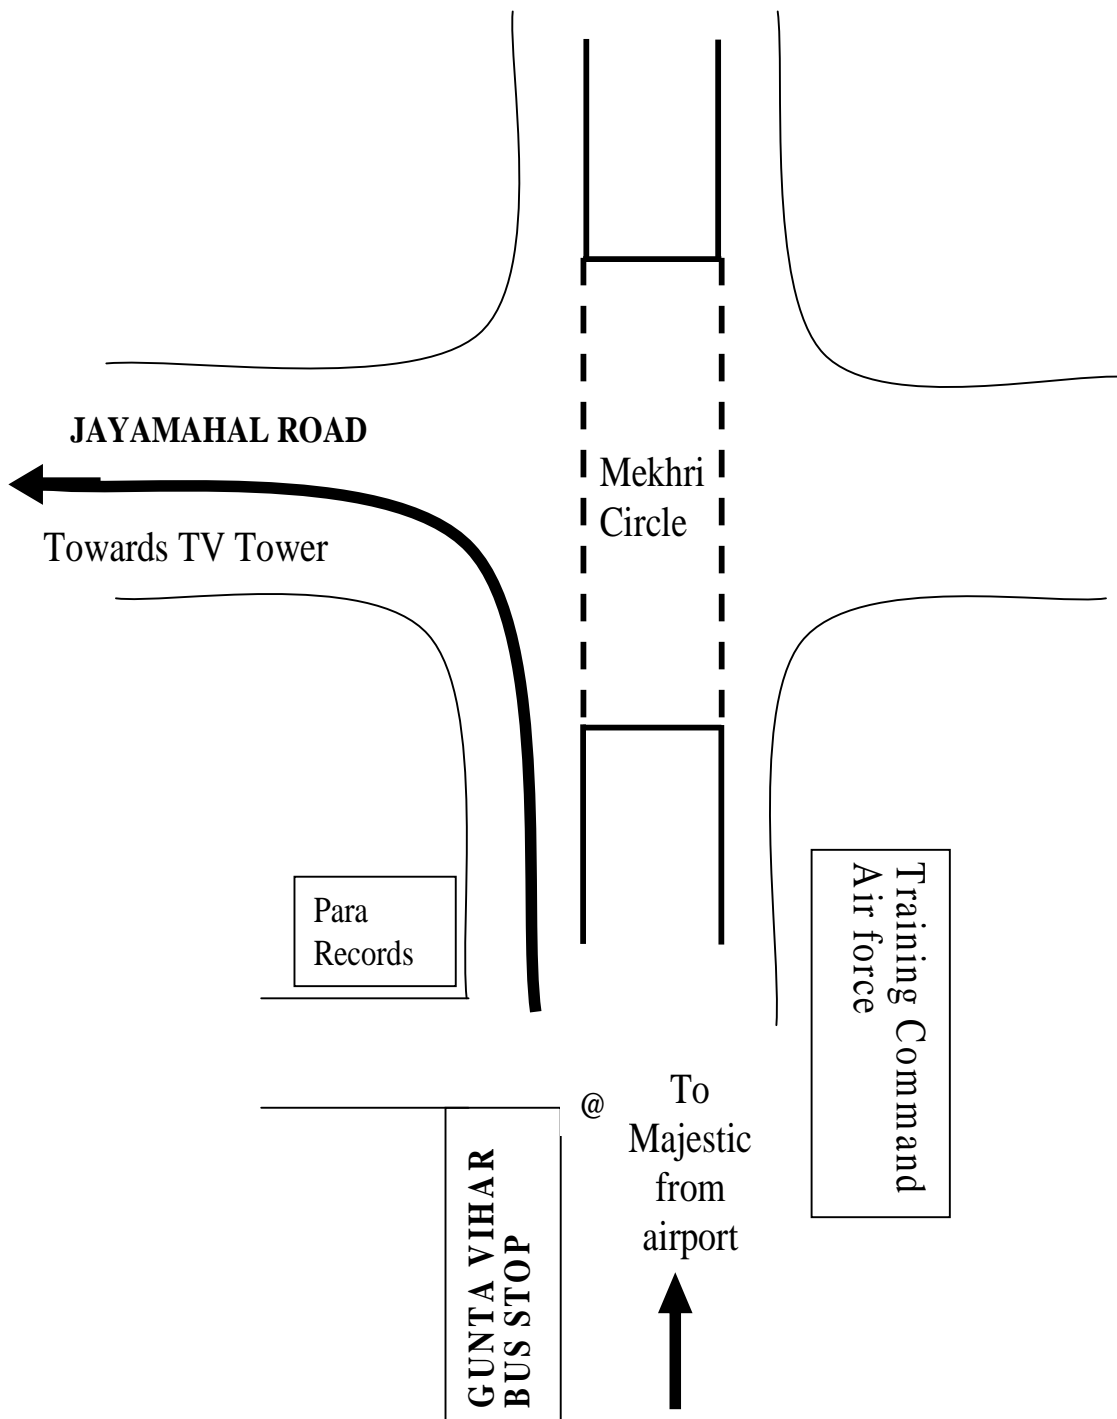 JAYAMAHAL ROAD
Mekhri
Circle
Towards TV Tower
Para
Records
Training Command
Air force
@
To
Majestic
from
airport
GUNTA VIHAR
BUS STOP